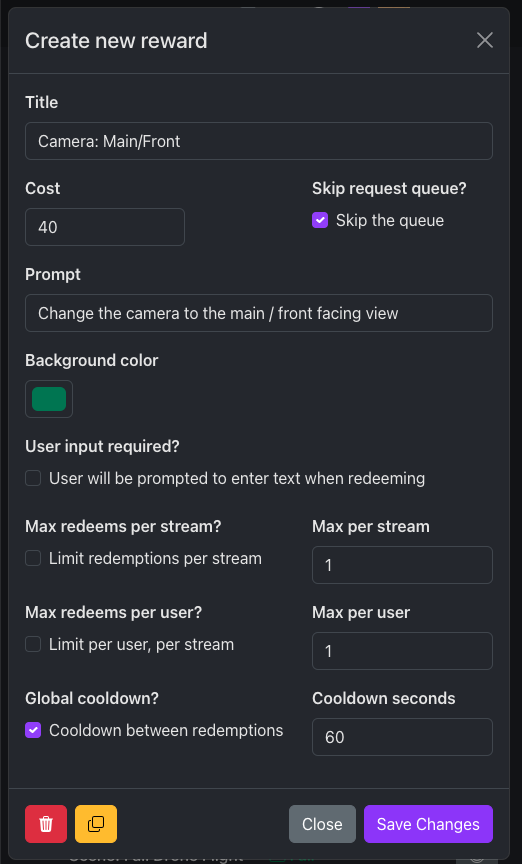 Create new reward
Title
Camera: Main/Front
Cost
Skip request queue?
40
Skip the queue
Prompt
Change the camera to the main / front facing view
Background color
User input required?
User will be prompted to enter text when redeeming
Max redeems per stream?
Max per stream
Limit redemptions per stream
1
Max redeems per user?
Max per user
Limit per user, per stream
1
Global cooldown?
Cooldown seconds
Cooldown between redemptions
60
Close
Save Changes